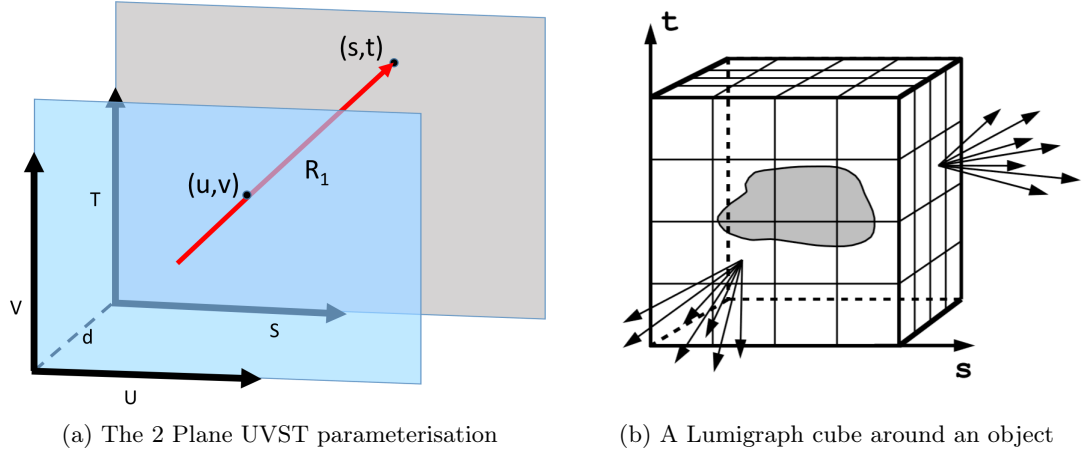 (s,t)
(u,v)
R1
T
V
S
d
U
(a) The 2 Plane UVST parameterisation
t
s
(b) A Lumigraph cube around an object